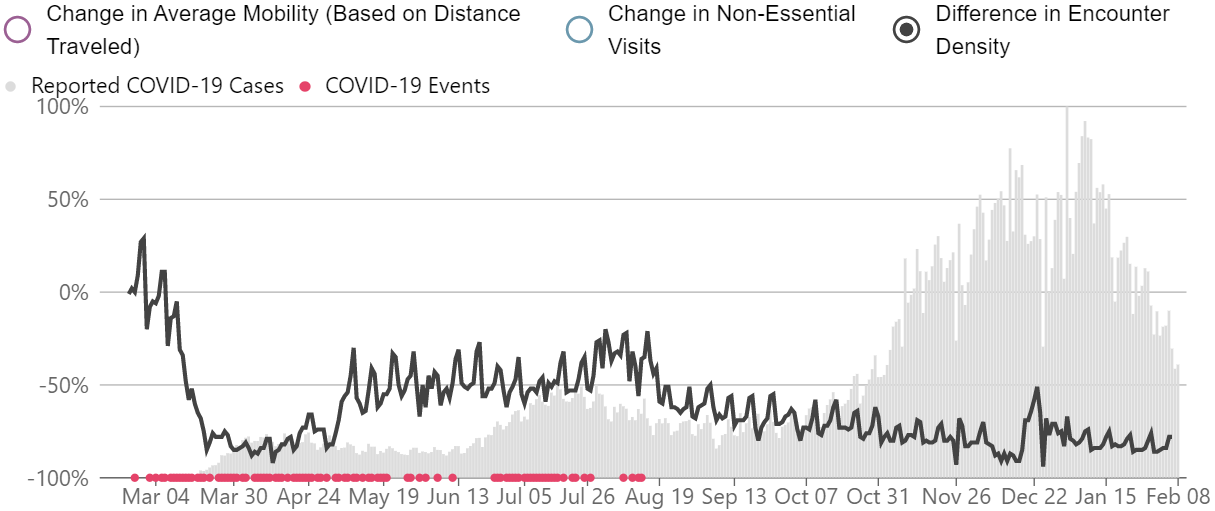 Change in Average Mobility (Based on Distance Traveled)
Change in Non-Essential Visits
Difference in Encounter Density
Reported COVID-19 Cases
COVID-19 Events
100%
50%
0%
-50%
-100%
Mar 04 Mar 30 Apr 24 May 19 Jun 13 Jul 05 Jul 26 Aug 19 Sep 13 Oct 07 Oct 31 Nov 26 Dec 22 Jan 15 Feb 08